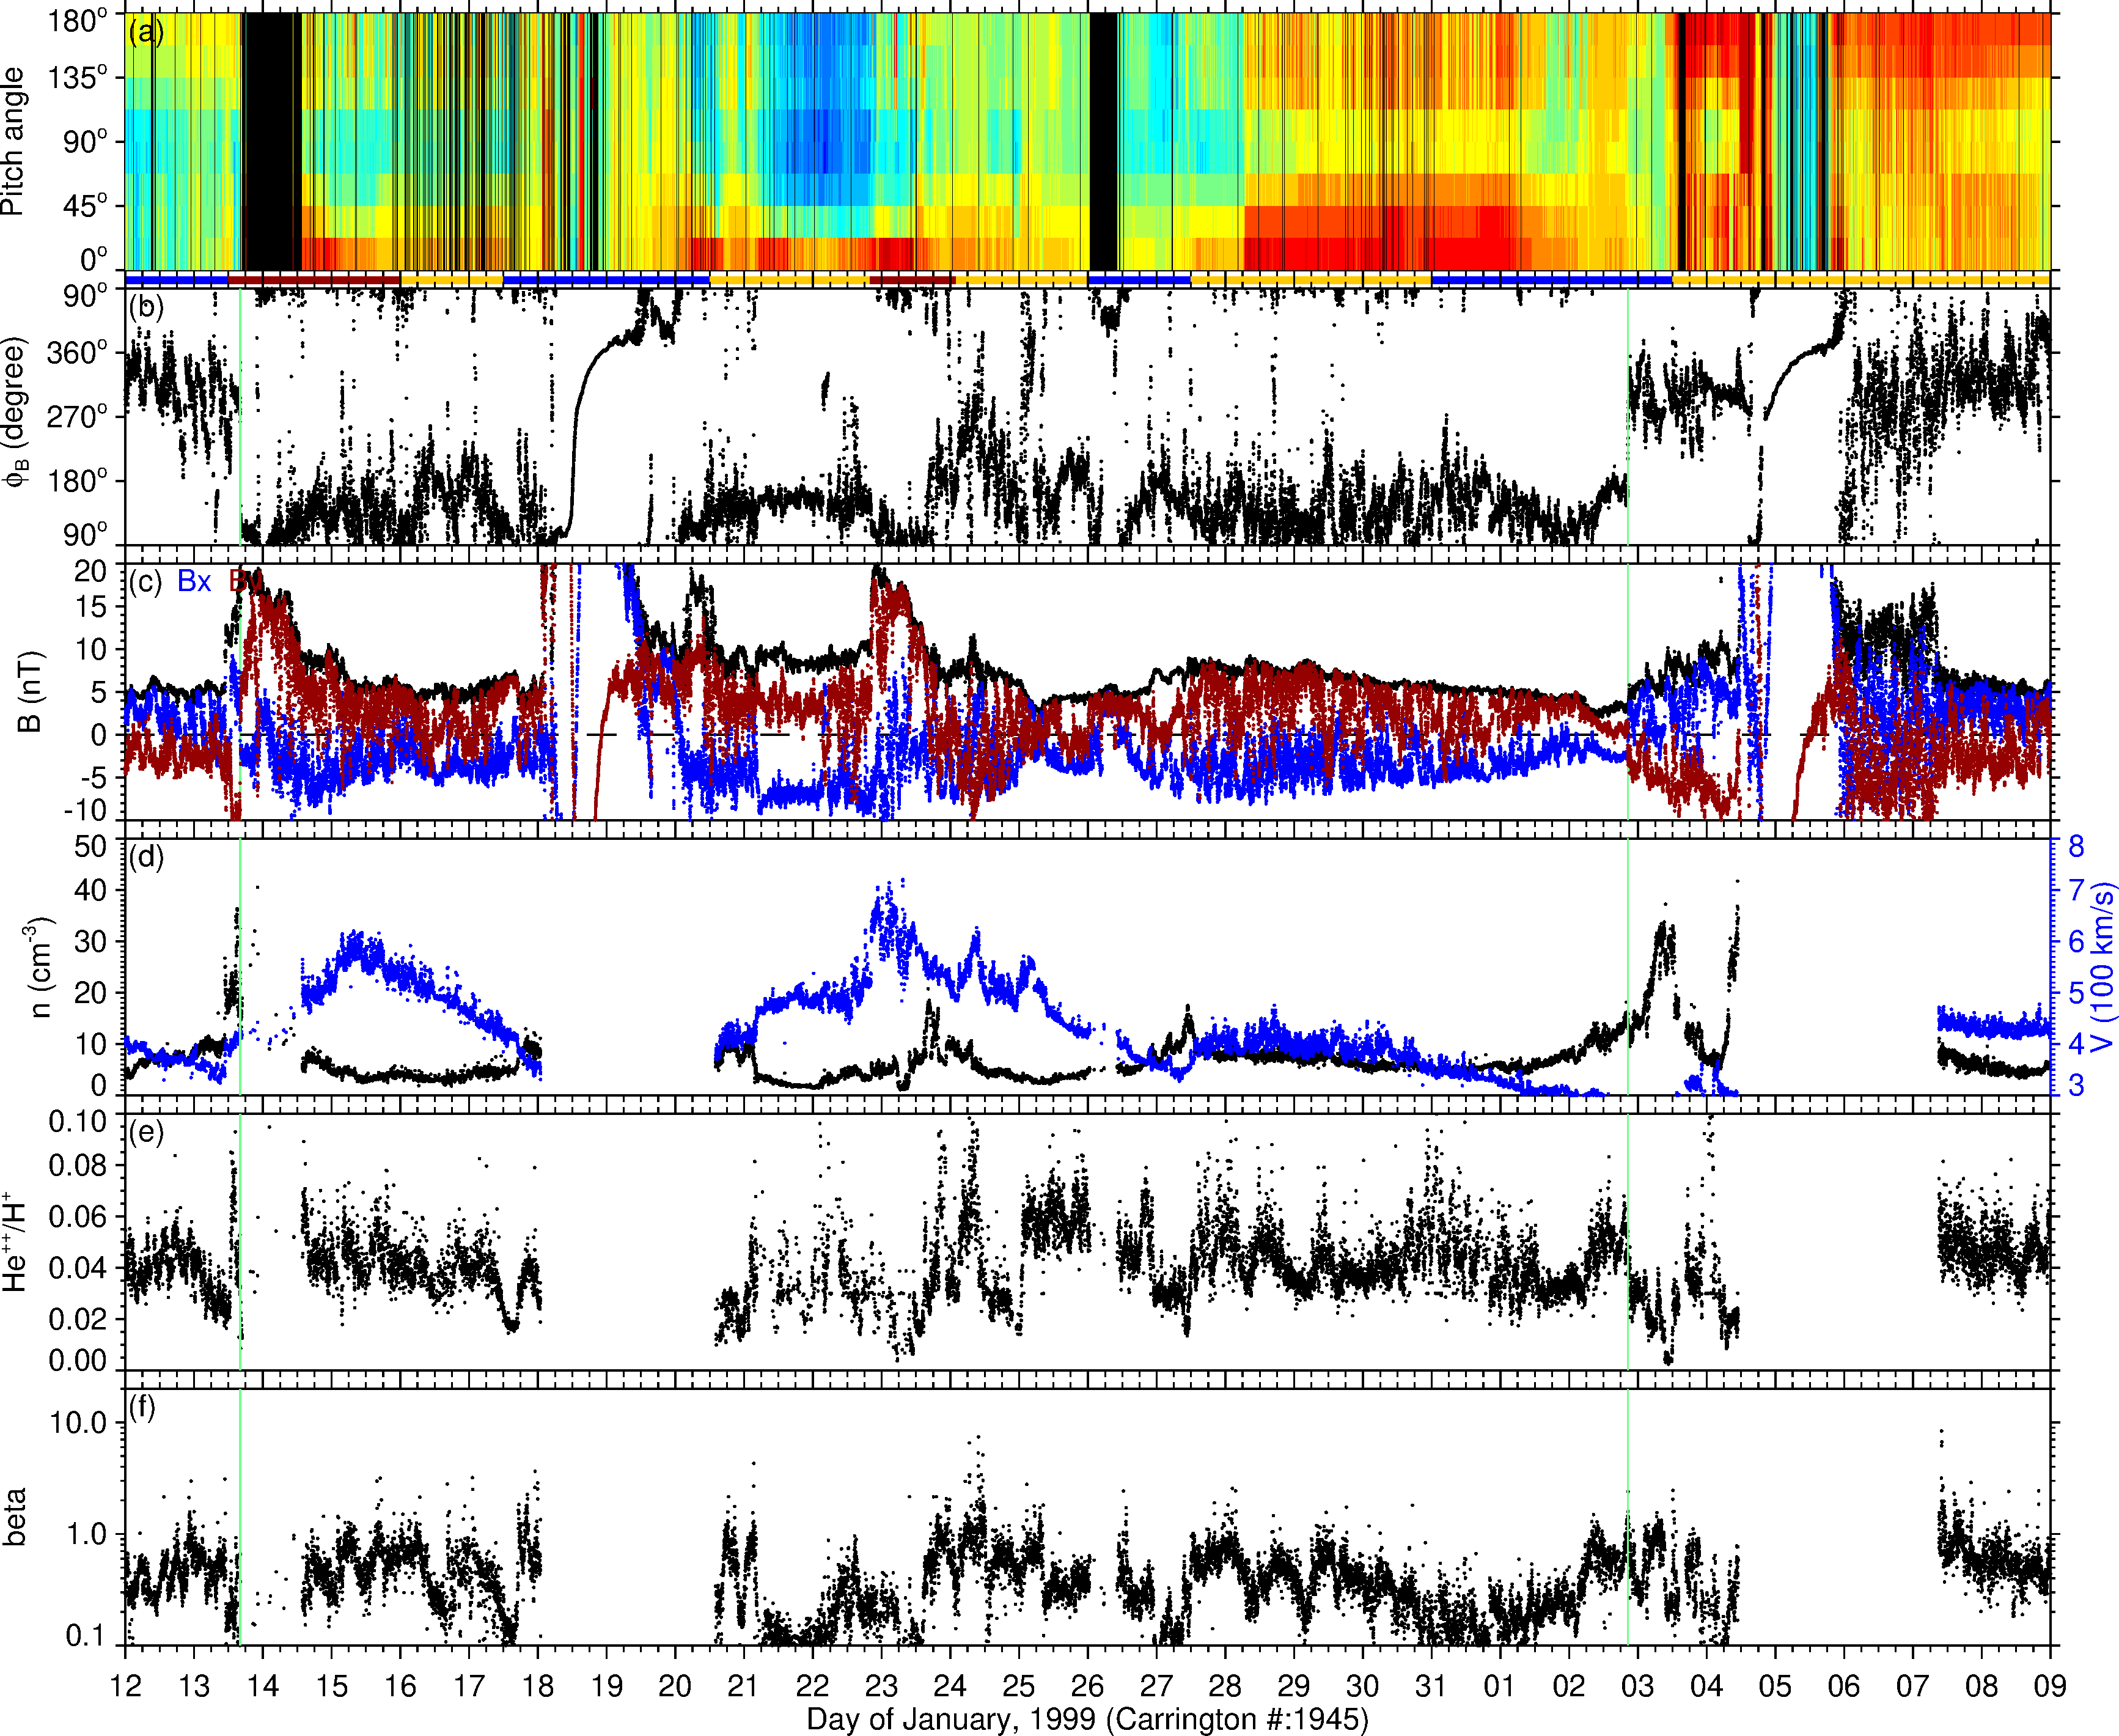 (a)
Pitch angle
180°
135°
90°
45°
0°
(b)
ϕB (degree)
90°
360°
270°
180°
90°
(c) Bx
B (nT)
20
15
10
5
0
-5
-10
(d)
n (cm-3)
50
40
30
20
10
0
V (100 km/s)
8
7
6
5
4
3
(e)
He++/H+
0.10
0.08
0.06
0.04
0.02
0.00
(f)
beta
10.0
1.0
0.1
12 13 14 15 16 17 18 19 20 21 22 23 24 25 26 27 28 29 30 31 01 02 03 04 05 06 07 08 09
Day of January, 1999 (Carrington #:1945)